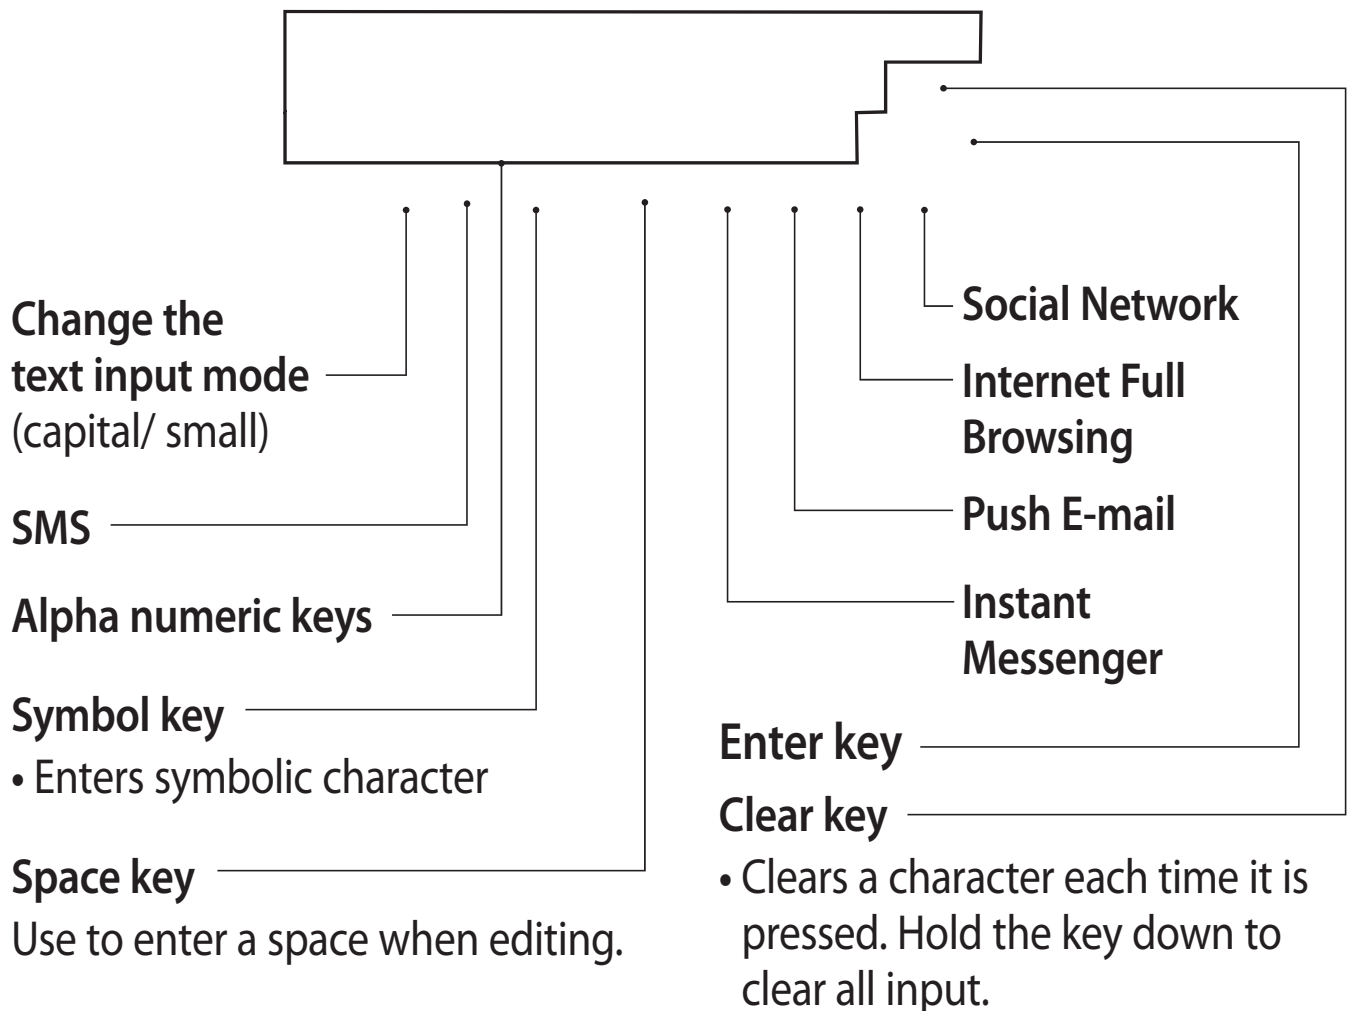 Change the
text input mode
(capital/ small)
SMS
Alpha numeric keys
Symbol key
• Enters symbolic character
Space key
Use to enter a space when editing.
Social Network
Internet Full
Browsing
Push E-mail
Instant
Messenger
Enter key
Clear key
• Clears a character each time it is
pressed. Hold the key down to
clear all input.